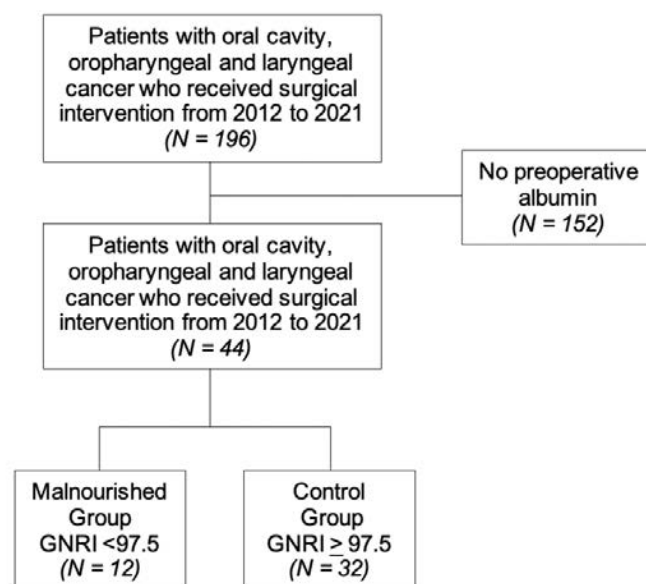 Patients with oral cavity,
oropharyngeal and laryngeal
cancer who received surgical
intervention from 2012 to 2021
(N = 196)
No preoperative
albumin
(N = 152)
Patients with oral cavity,
oropharyngeal and laryngeal
cancer who received surgical
intervention from 2012 to 2021
(N = 44)
Malnourished
Group
GNRI <97.5
(N = 12)
Control
Group
GNRI ≥ 97.5
(N = 32)